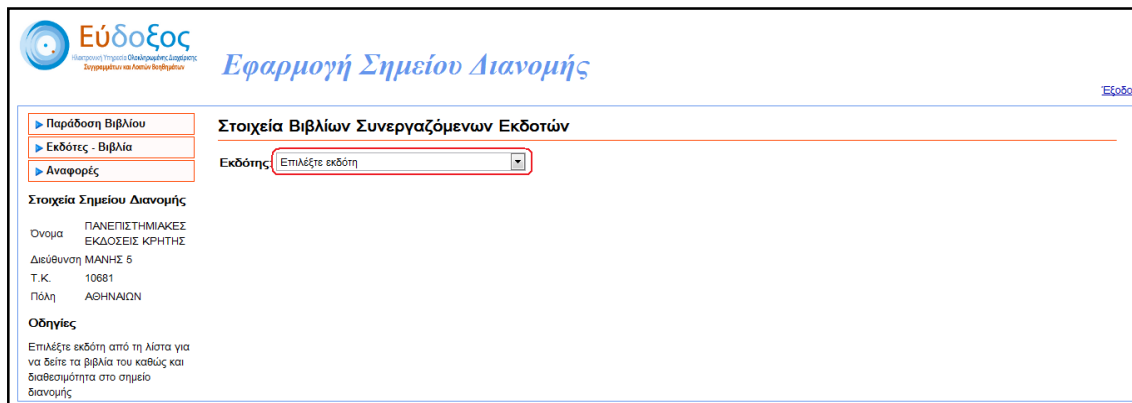 Εύδοξος
Ηλεκτρονική Υπηρεσία Ολοκληρωμένης Διαχείρισης
Συγγραμμάτων και Λοιπών Βοηθημάτων
Εφαρμογή Σημείου Διανομής
Έξοδο
Παράδοση Βιβλίου
Εκδότες - Βιβλία
Αναφορές
Στοιχεία Σημείου Διανομής
Όνομα ΠΑΝΕΠΙΣΤΗΜΙΑΚΕΣ
ΕΚΔΟΣΕΙΣ ΚΡΗΤΗΣ
Διεύθυνση ΜΑΝΗΣ 5
Τ.Κ. 10681
Πόλη ΑΘΗΝΑΙΩΝ
Οδηγίες
Επιλέξτε εκδότη από τη λίστα για
να δείτε τα βιβλία του καθώς και
διαθεσιμότητα στο σημείο
διανομής
Στοιχεία Βιβλίων Συνεργαζόμενων Εκδοτών
Εκδότης: Επιλέξτε εκδότη